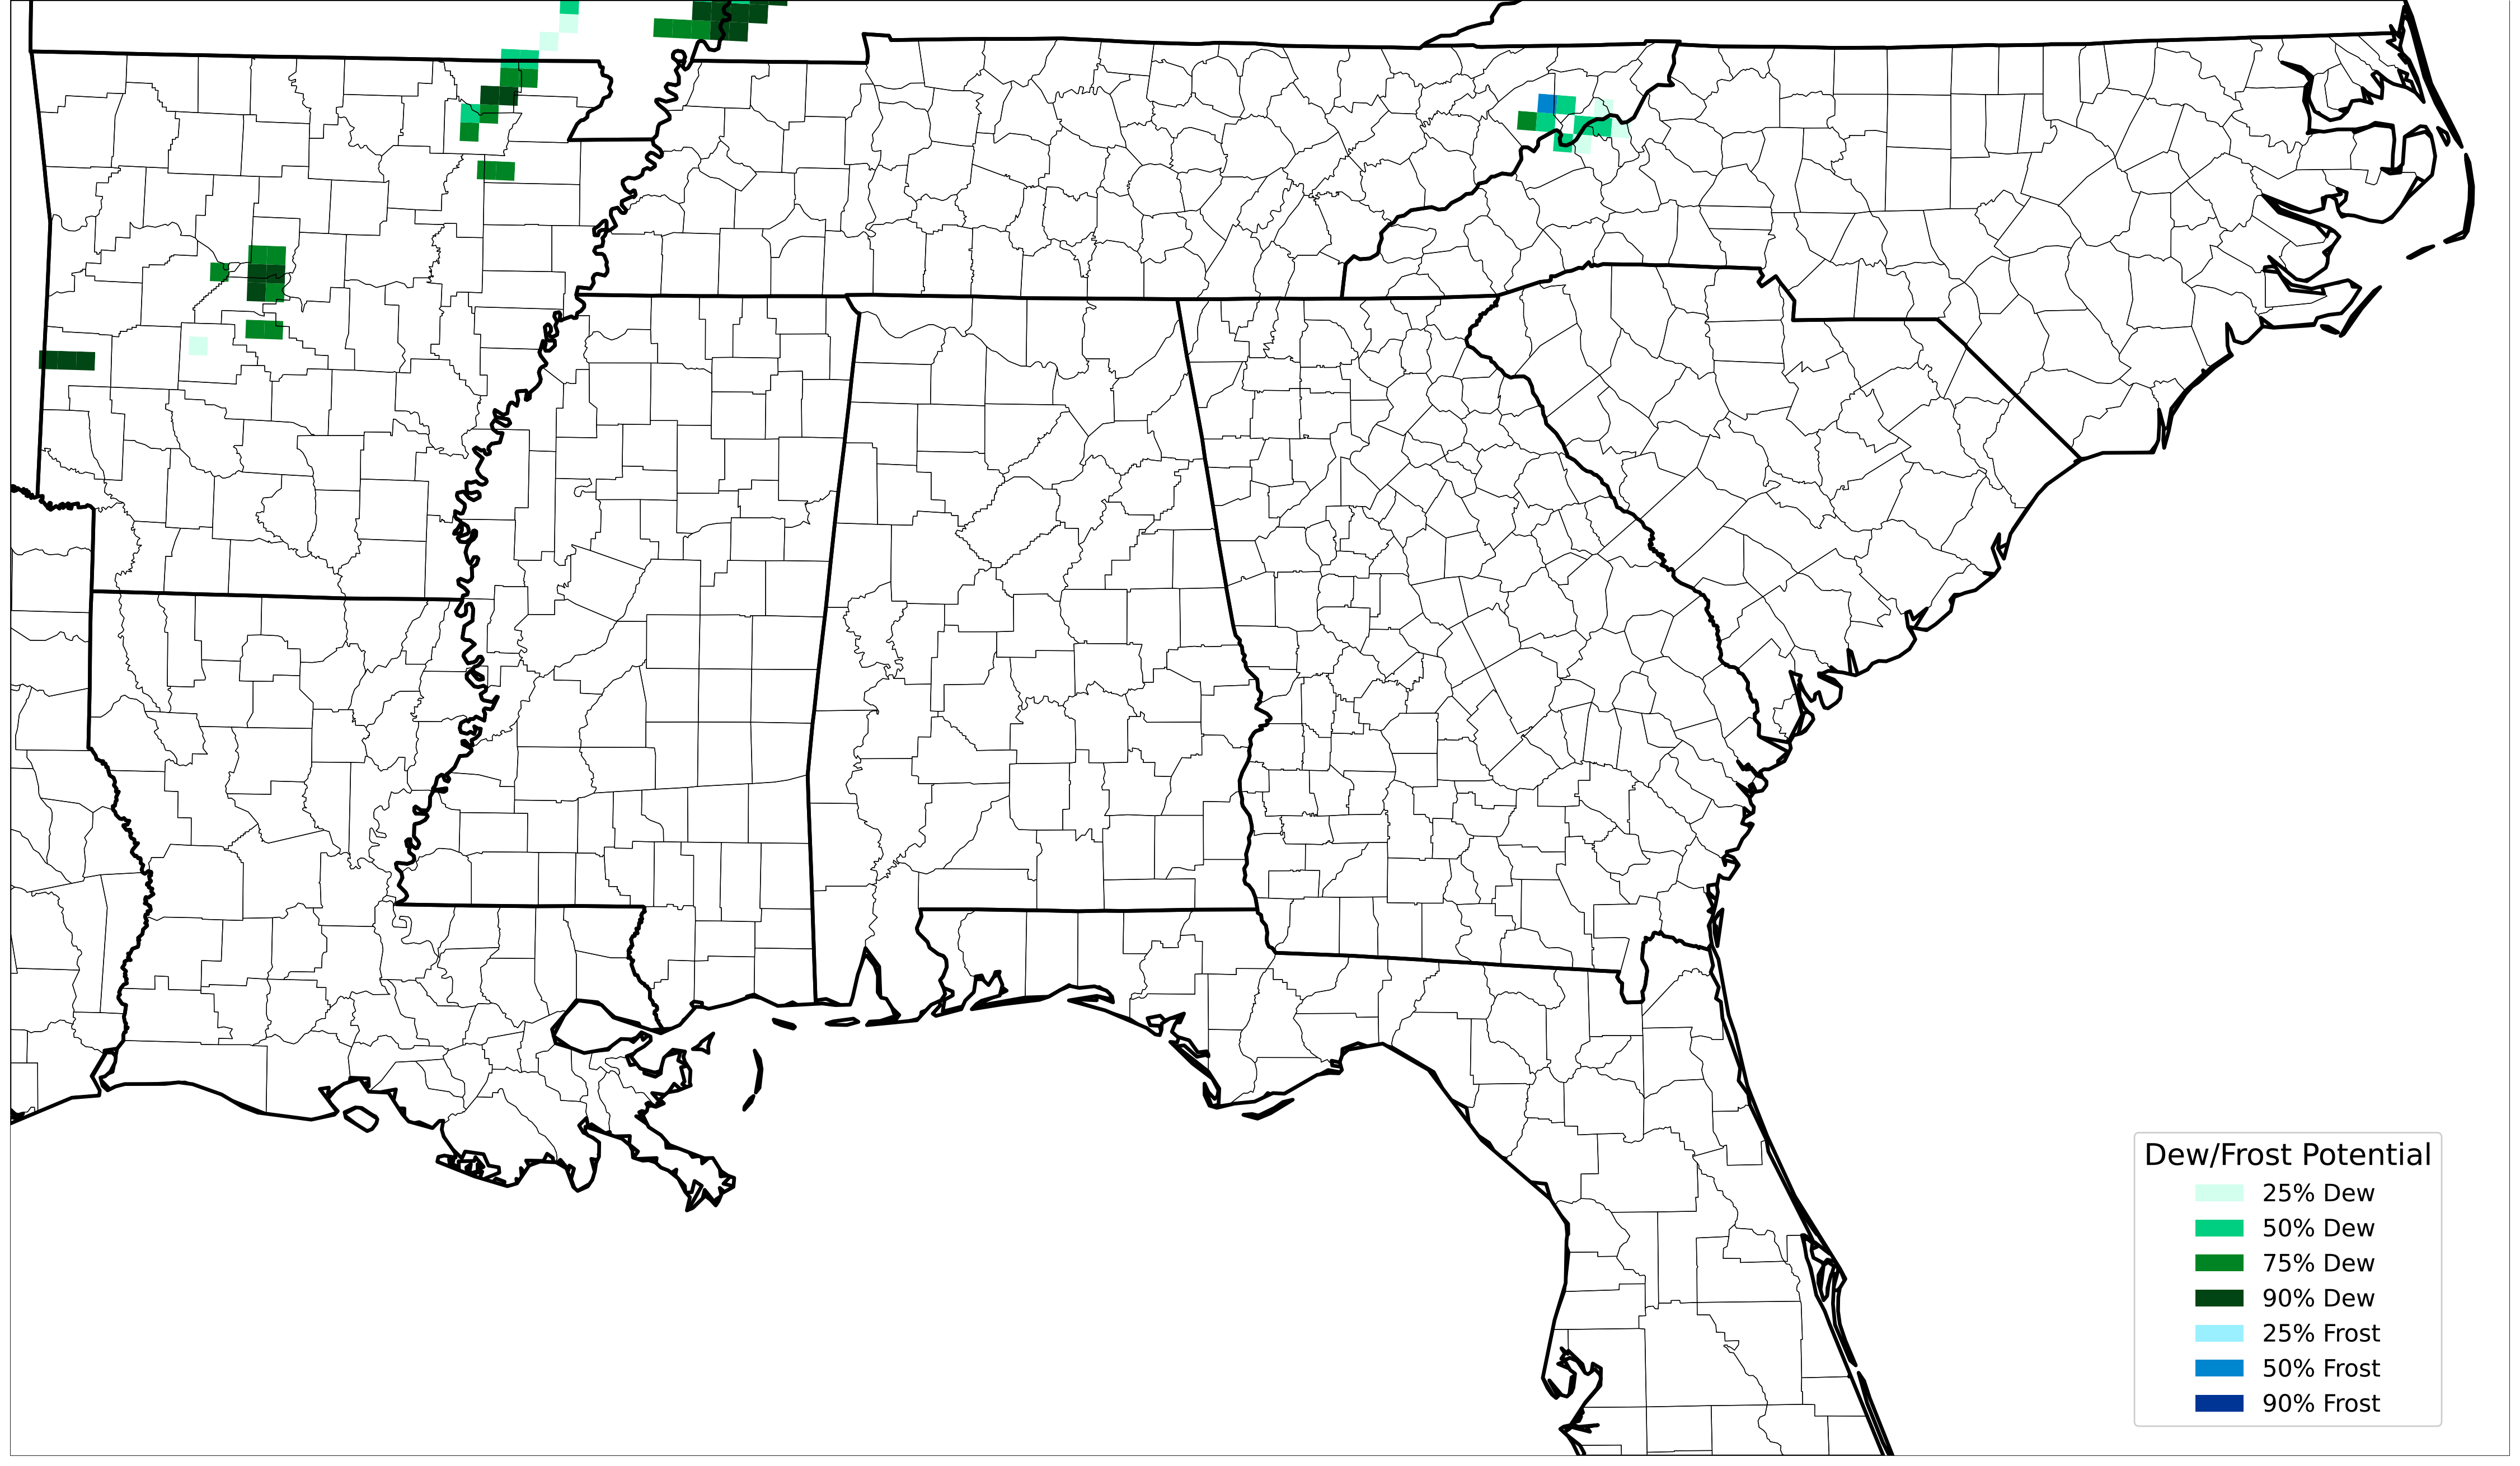 Dew/Frost Potential
25% Dew
50% Dew
75% Dew
90% Dew
25% Frost
50% Frost
90% Frost